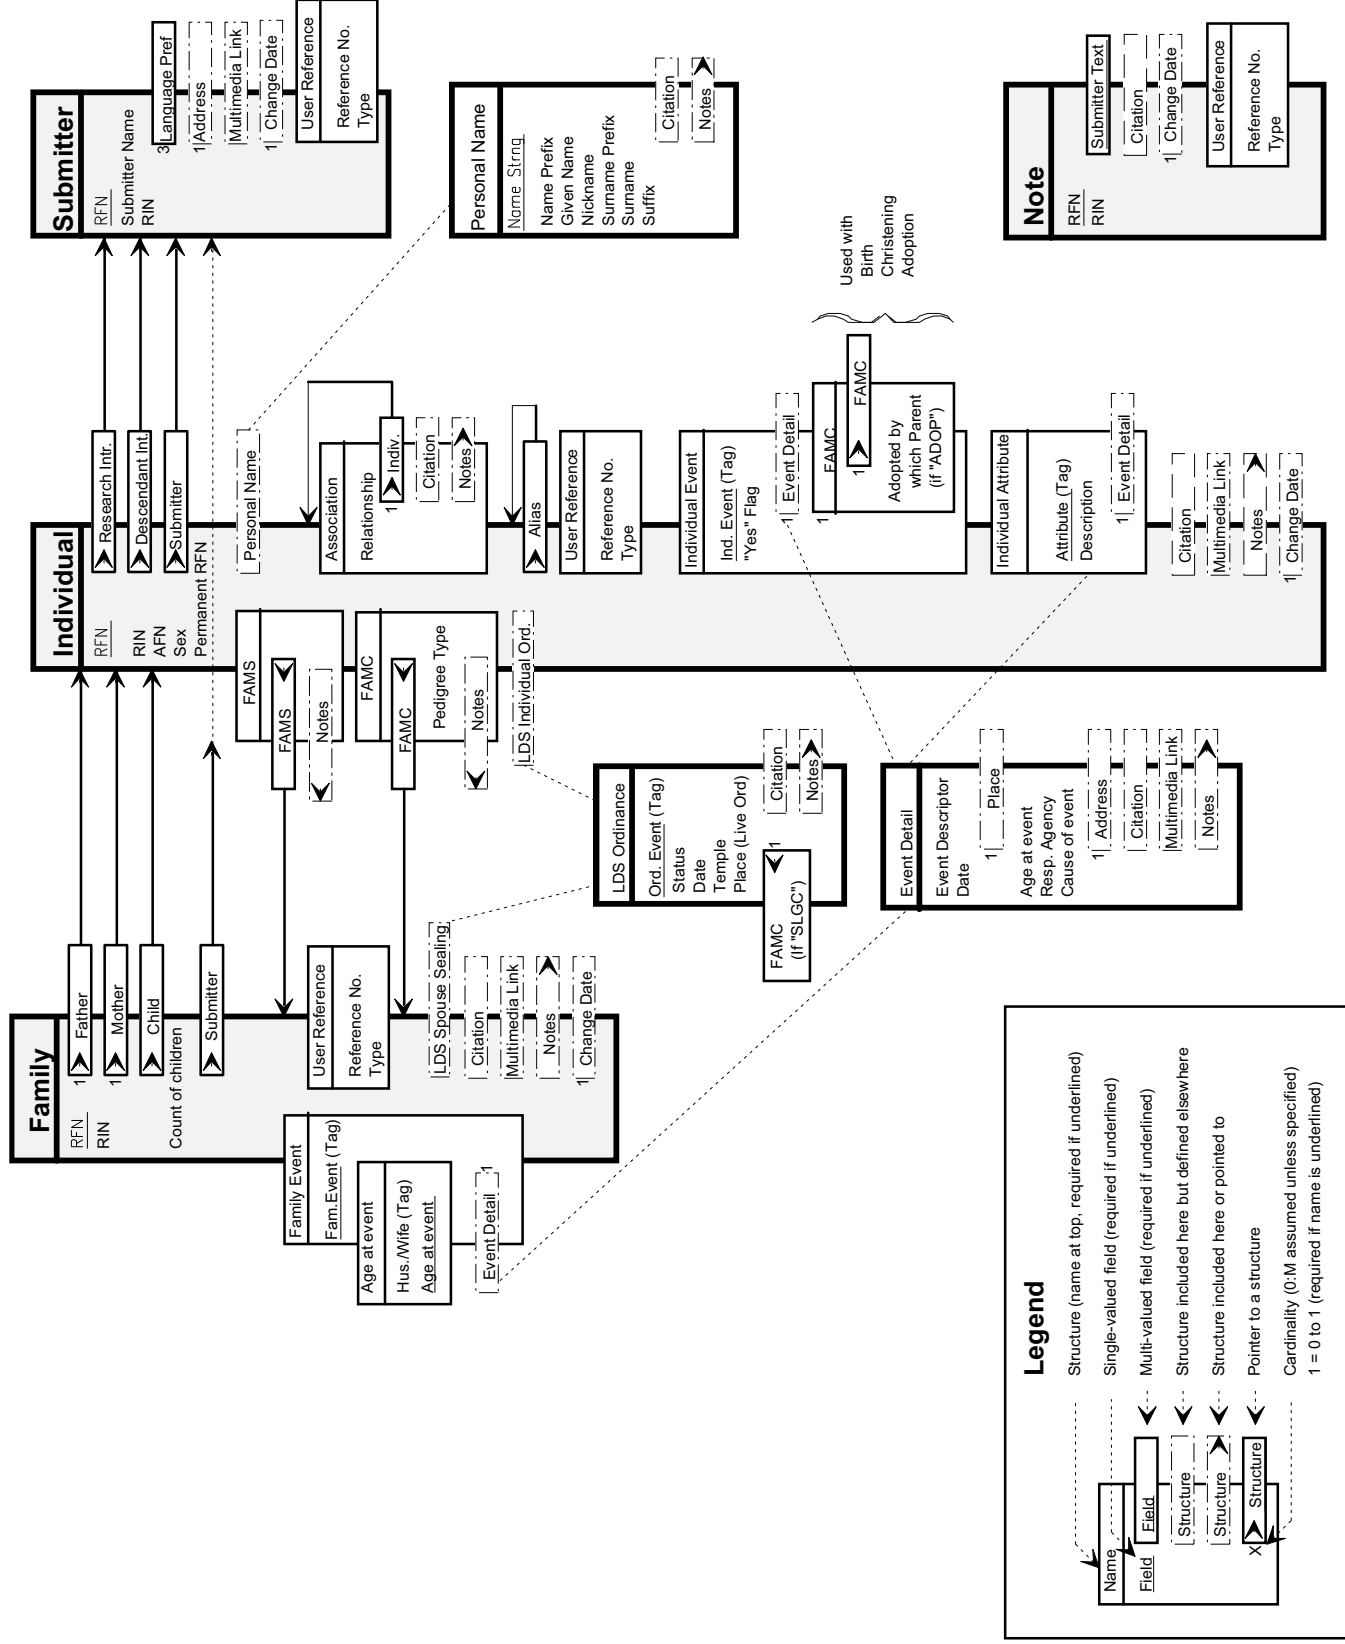 Family
RFN
RIN
1
Father
1
Mother
Child
Count of children
Submitter
Family Event
Fam.Event (Tag)
Age at event
Hus./Wife (Tag)
Age at event
Event Detail
1
User Reference
Reference No.
Type
LDS Spouse Sealing
Citation
Multimedia Link
Notes
1
Change Date
Individual
RFN
RIN
AFN
Sex
Permanent RFN
Research Intr.
Descendant Int.
Submitter
FAMS
FAMS
Notes
FAMC
FAMC
Pedigree Type
Notes
LDS Individual Ord.
Personal Name
Association
Relationship
1
Indiv.
Citation
Notes
Alias
User Reference
Reference No.
Type
Individual Event
Ind. Event (Tag)
"Yes" Flag
1
Event Detail
1
FAMC
1
FAMC
Adopted by
which Parent
(if "ADOP")
Used with
Birth
Christening
Adoption
Individual Attribute
Attribute (Tag)
Description
1
Event Detail
Citation
Multimedia Link
Notes
1
Change Date
Submitter
RFN
Submitter Name
RIN
3
Language Pref
1
Address
Multimedia Link
1
Change Date
User Reference
Reference No.
Type
Personal Name
Name Strng
Name Prefix
Given Name
Nickname
Surname Prefix
Surname
Suffix
Citation
Notes
Note
RFN
RIN
Submitter Text
Citation
1
Change Date
User Reference
Reference No.
Type
LDS Ordinance
Ord. Event (Tag)
Status
Date
Temple
Place (Live Ord)
1
FAMC
(If "SLGC")
Citation
Notes
Event Detail
Event Descriptor
Date
1
Place
Age at event
Resp. Agency
Cause of event
1
Address
Citation
Multimedia Link
Notes
Legend
Name
Field
Field
Structure
Structure
X
Structure
Structure (name at top, required if underlined)
Single-valued field (required if underlined)
Multi-valued field (required if underlined)
Structure included here but defined elsewhere
Structure included here or pointed to
Pointer to a structure
Cardinality (0:M assumed unless specified)
1 = 0 to 1 (required if name is underlined)